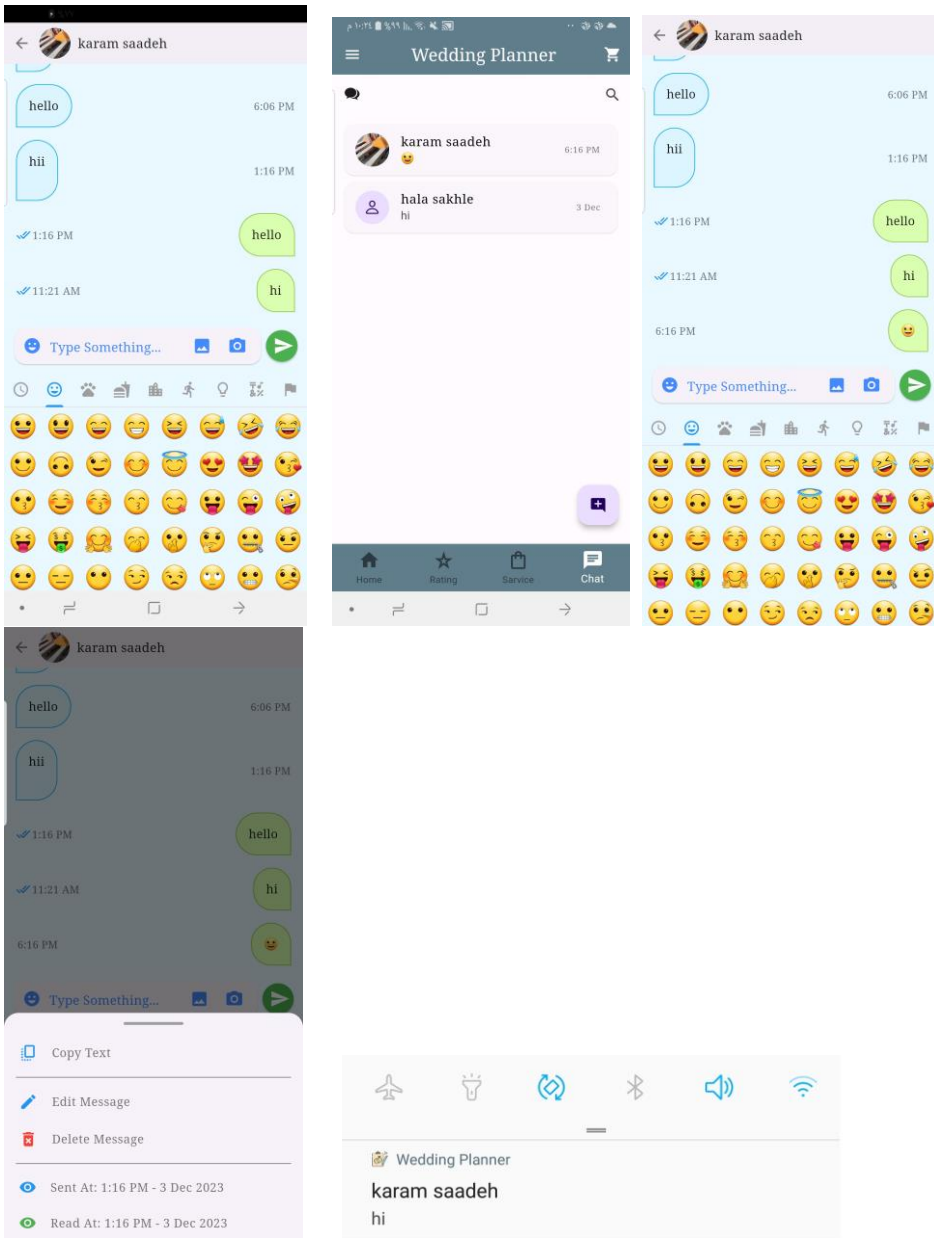 karam saadeh
hello
6:06 PM
hii
1:16 PM
1:16 PM
hello
11:21 AM
hi
Type Something...
Wedding Planner
karam saadeh
6:16 PM
hala sakhle
hi
3 Dec
Home
Rating
Sarvice
Chat
karam saadeh
hello
6:06 PM
hii
1:16 PM
1:16 PM
hello
11:21 AM
hi
6:16 PM
Type Something...
karam saadeh
hello
6:06 PM
hii
1:16 PM
1:16 PM
hello
11:21 AM
hi
6:16 PM
Type Something...
Copy Text
Edit Message
Delete Message
Sent At: 1:16 PM - 3 Dec 2023
Read At: 1:16 PM - 3 Dec 2023
Wedding Planner
karam saadeh
hi